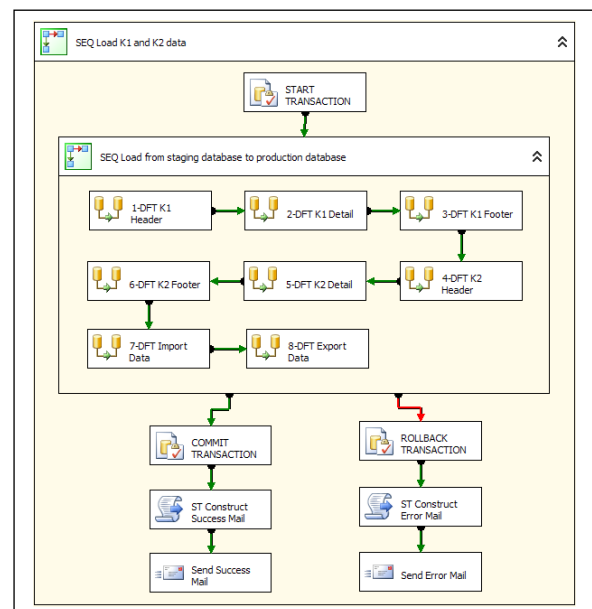 SEQ Load K1 and K2 data
START
TRANSACTION
SEQ Load from staging database to production database
1-DFT K1
Header
2-DFT K1 Detail
3-DFT K1 Footer
6-DFT K2 Footer
5-DFT K2 Detail
4-DFT K2
Header
7-DFT Import
Data
8-DFT Export
Data
COMMIT
TRANSACTION
ROLLBACK
TRANSACTION
ST Construct
Success Mail
ST Construct
Error Mail
Send Success
Mail
Send Error Mail